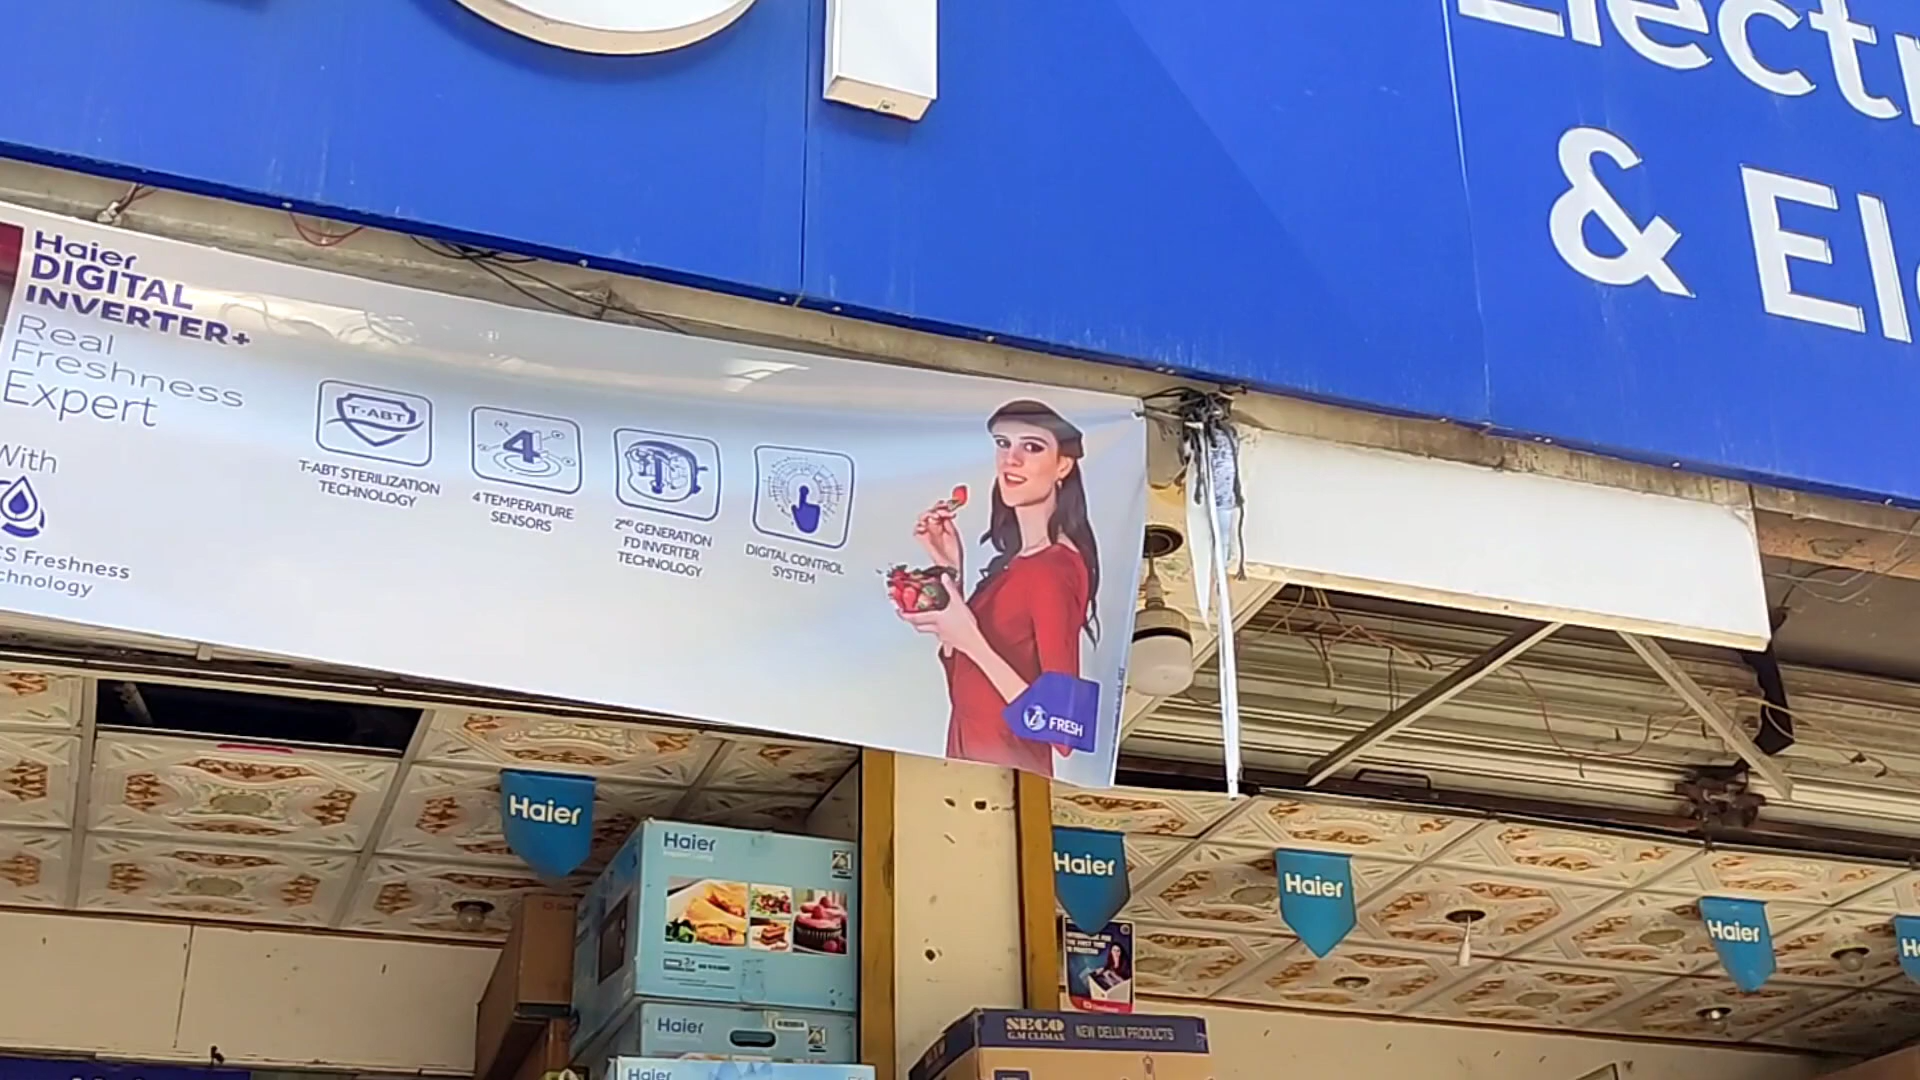 Electr
& El
Haier
DIGITAL
INVERTER+
Real
Freshness
Expert
With
CS Freshness
chnology
T-ABT
T-ABT STERILIZATION
TECHNOLOGY
4
4 TEMPERATURE
SENSORS
2ND GENERATION
FD INVERTER
TECHNOLOGY
DIGITAL CONTROL
SYSTEM
FRESH
Haier
Haier
Haier
Haier
Haier
Haier
Haier
SECO
G.M CLIMAX
NEW DELUX PRODUCTS